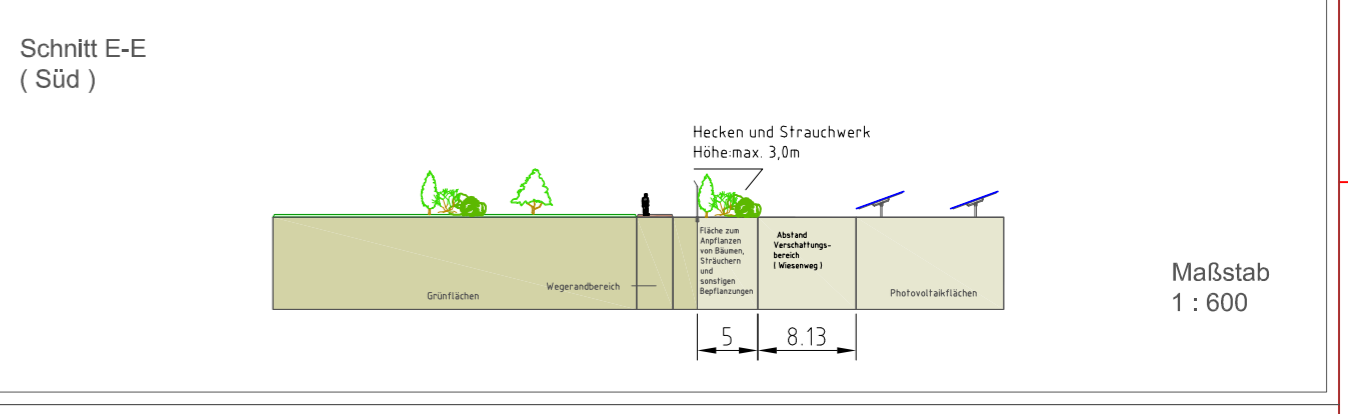 Schnitt E-E
( Süd )
Hecken und Strauchwerk
Höhe:max. 3,0m
Fläche zum
Anpflanzen
von Bäumen,
Sträuchern
und
sonstigen
Bepflanzungen
Abstand
Verschattungs-
bereich
( Wiesenweg )
Wegerandbereich
Grünflächen
Photovoltaikflächen
Maßstab
1 : 600
5
8.13